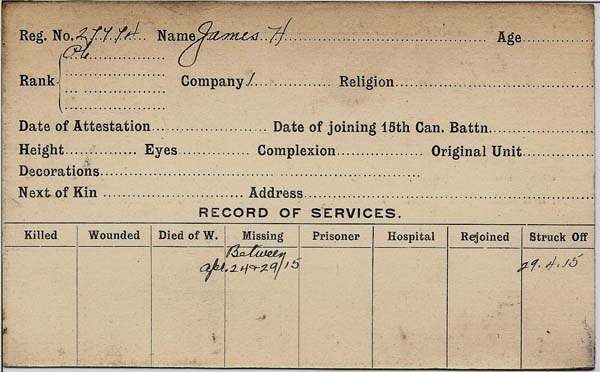 Reg. No. 27774 Name James H Age
Pte
Rank Company 1 Religion
Date of Attestation Date of joining 15th Can. Battn.
Height Eyes Complexion Original Unit
Decorations
Next of Kin Address
RECORD OF SERVICES.
Killed Wounded Died of W. Missing Prisoner Hospital Rejoined Struck Off
Between
Apl. 24 & 29/15 29.4.15